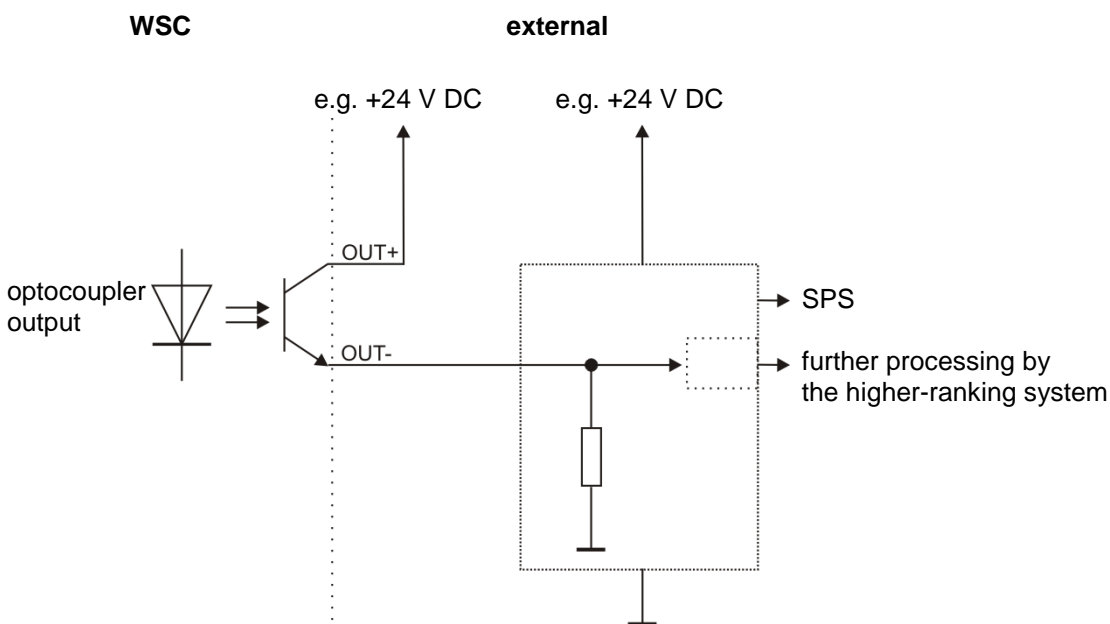 WSC
external
e.g. +24 V DC
e.g. +24 V DC
OUT+
optocoupler
output
SPS
OUT-
further processing by
the higher-ranking system